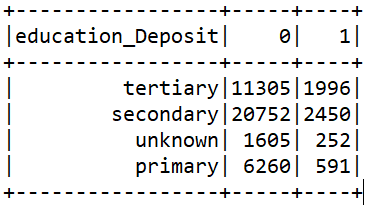 +------------------+-----+----+
|education_Deposit|    0|   1|
+------------------+-----+----+
|         tertiary|11305|1996|
|        secondary|20752|2450|
|          unknown| 1605| 252|
|          primary| 6260| 591|
+------------------+-----+----+